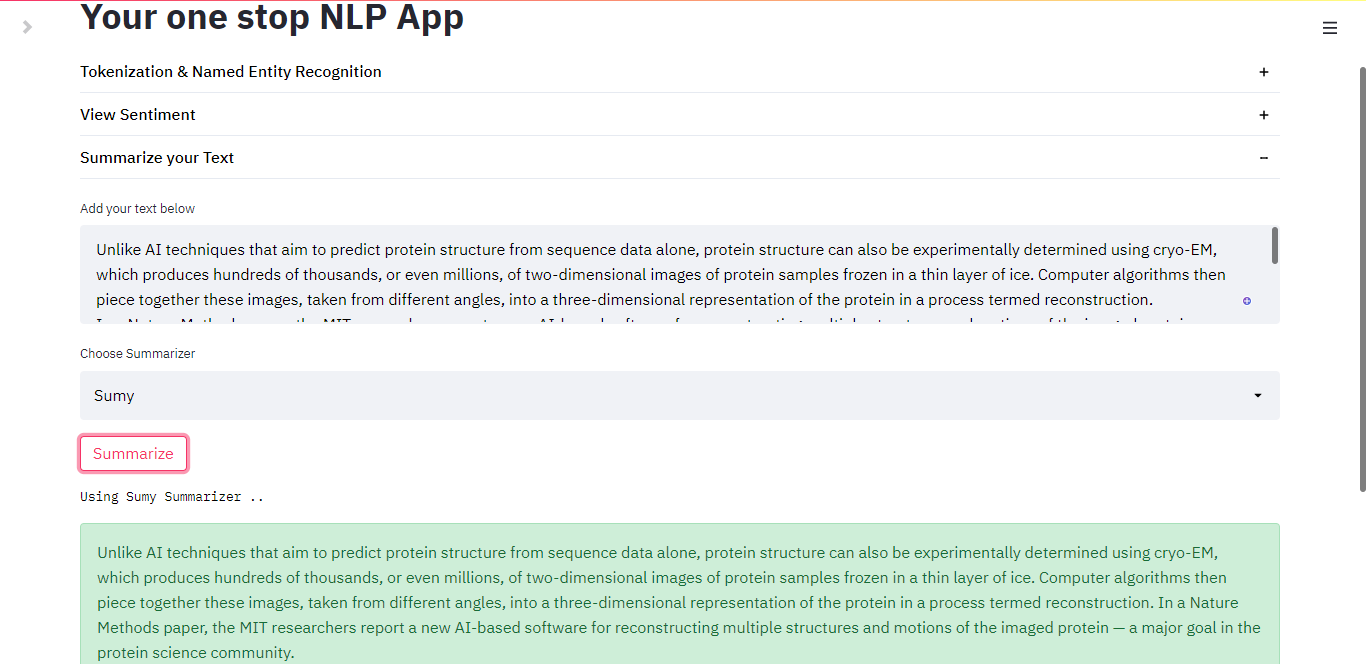 Your one stop NLP App
Tokenization & Named Entity Recognition
View Sentiment
Summarize your Text
Add your text below
Unlike AI techniques that aim to predict protein structure from sequence data alone, protein structure can also be experimentally determined using cryo-EM,
which produces hundreds of thousands, or even millions, of two-dimensional images of protein samples frozen in a thin layer of ice. Computer algorithms then
piece together these images, taken from different angles, into a three-dimensional representation of the protein in a process termed reconstruction.
Choose Summarizer
Sumy
Summarize
Using Sumy Summarizer ..
Unlike AI techniques that aim to predict protein structure from sequence data alone, protein structure can also be experimentally determined using cryo-EM,
which produces hundreds of thousands, or even millions, of two-dimensional images of protein samples frozen in a thin layer of ice. Computer algorithms then
piece together these images, taken from different angles, into a three-dimensional representation of the protein in a process termed reconstruction. In a Nature
Methods paper, the MIT researchers report a new AI-based software for reconstructing multiple structures and motions of the imaged protein — a major goal in the
protein science community.